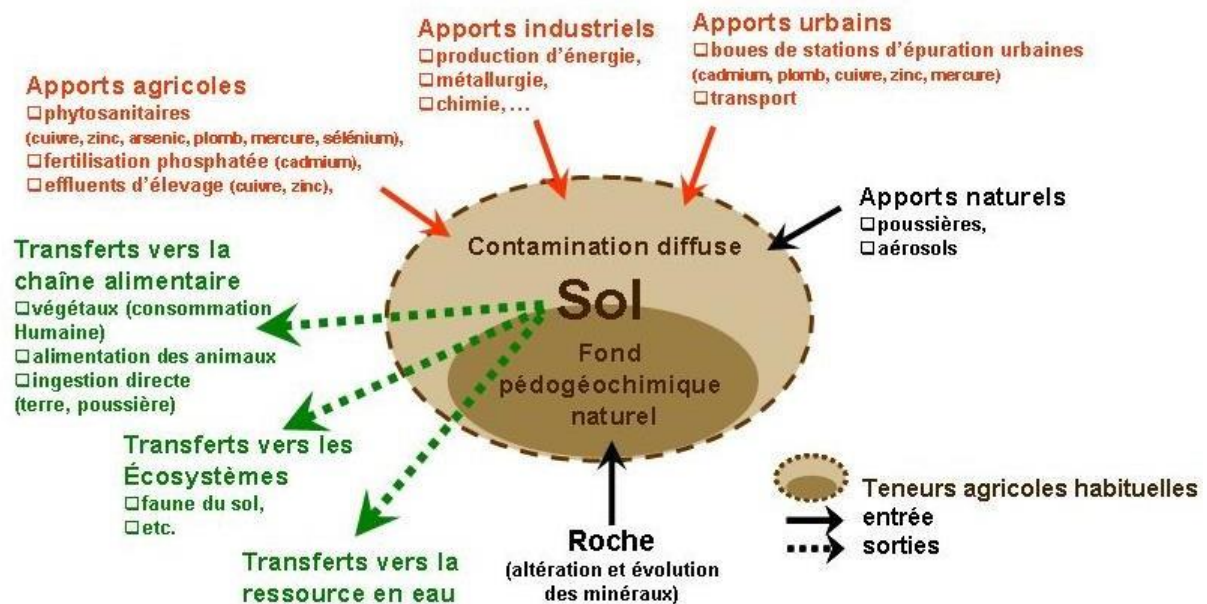 Apports industriels
❑production d'énergie,
❑métallurgie,
❑chimie, ...
Apports urbains
❑boues de stations d'épuration urbaines
(cadmium, plomb, cuivre, zinc, mercure)
❑transport
Apports agricoles
❑phytosanitaires
(cuivre, zinc, arsenic, plomb, mercure, sélénium),
❑fertilisation phosphatée (cadmium),
❑effluents d'élevage (cuivre, zinc),
Apports naturels
❑poussières,
❑aérosols
Contamination diffuse
Sol
Fond
pédogéochimique
naturel
Transferts vers la
chaîne alimentaire
❑végétaux (consommation
Humaine)
❑alimentation des animaux
❑ingestion directe
(terre, poussière)
Transferts vers les
Écosystèmes
❑faune du sol,
❑etc.
Transferts vers la
ressource en eau
Roche
(altération et évolution
des minéraux)
Teneurs agricoles habituelles
entrée
sorties